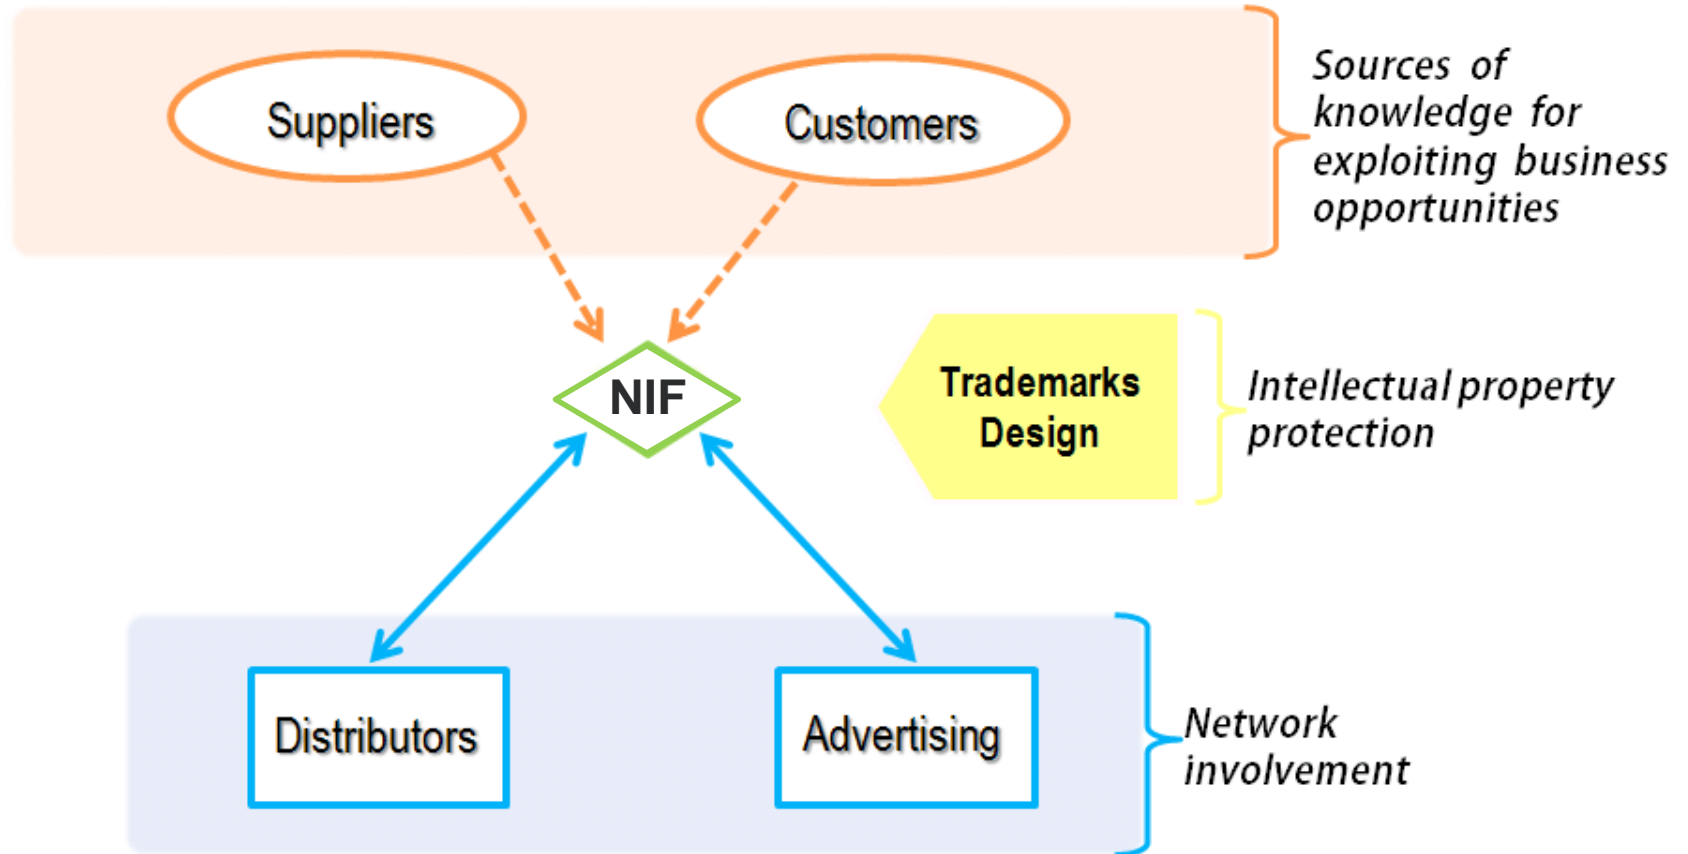 Suppliers
Customers
Sources of
knowledge for
exploiting business
opportunities
NIF
Trademarks
Design
Intellectual property
protection
Distributors
Advertising
Network
involvement